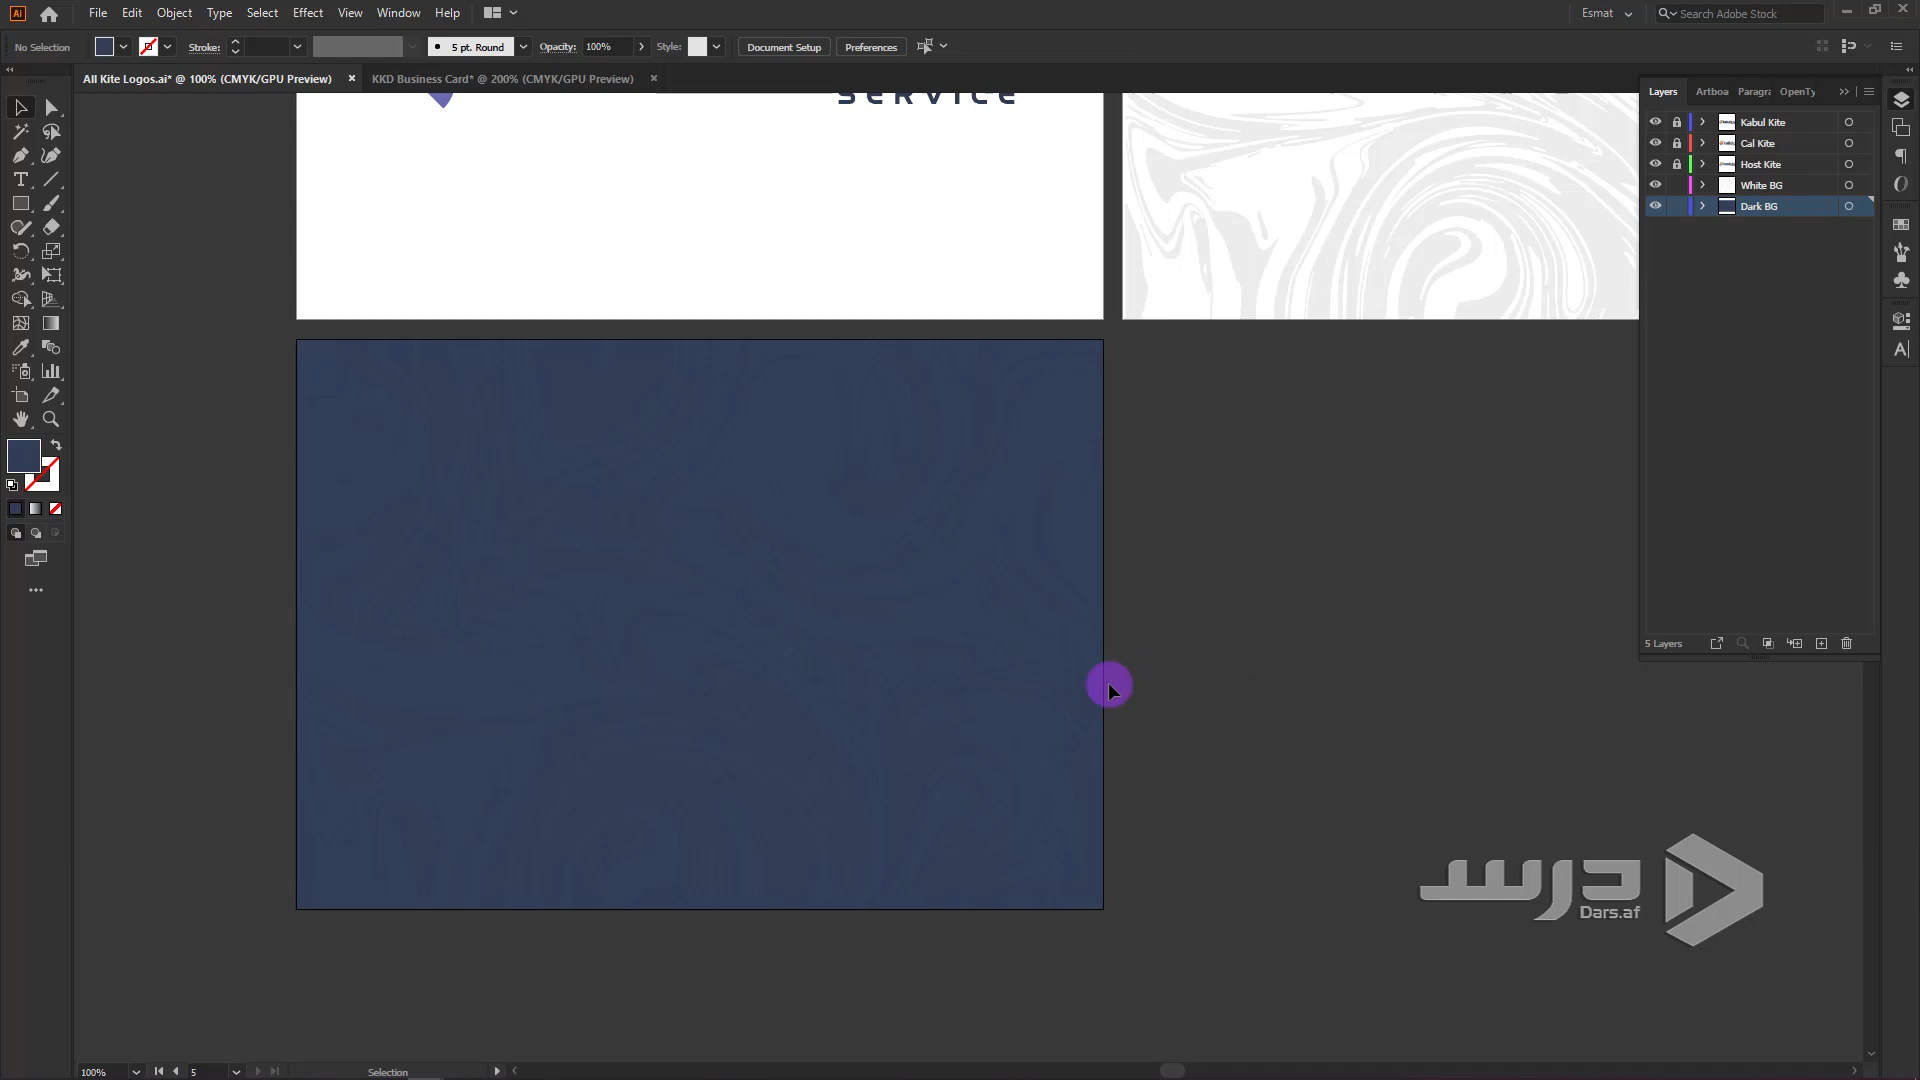 Ai File Edit Object Type Select Effect View Window Help Esmat Search Adobe Stock
No Selection Stroke: 5 pt. Round Opacity: 100% Style: Document Setup Preferences
All Kite Logos.ai* @ 100% (CMYK/GPU Preview) × KKD Business Card* @ 200% (CMYK/GPU Preview) ×
SERVICE
Layers Artboa Paragra OpenTy
Kabul Kite
Cal Kite
Host Kite
White BG
Dark BG
5 Layers
درس
Dars.af
100% 5 Selection